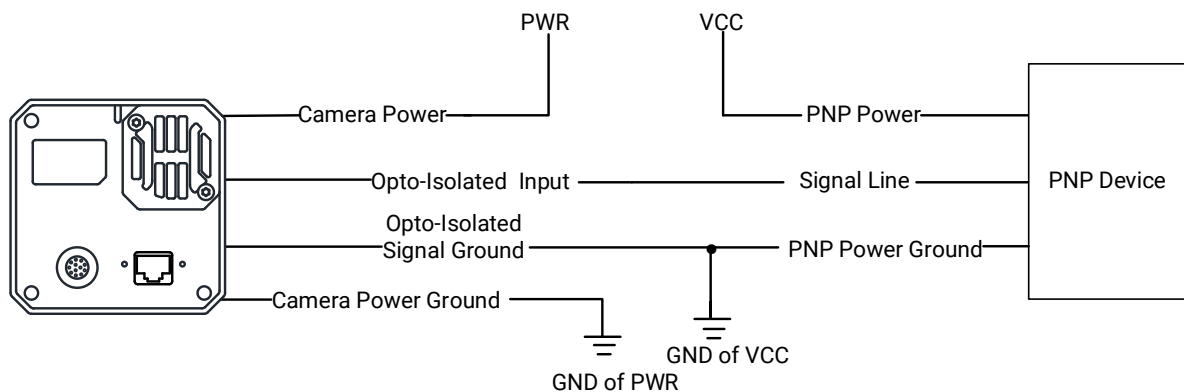 PWR
VCC
Camera Power
PNP Power
Opto-Isolated Input
Signal Line
PNP Device
Opto-Isolated
Signal Ground
PNP Power Ground
Camera Power Ground
GND of VCC
GND of PWR